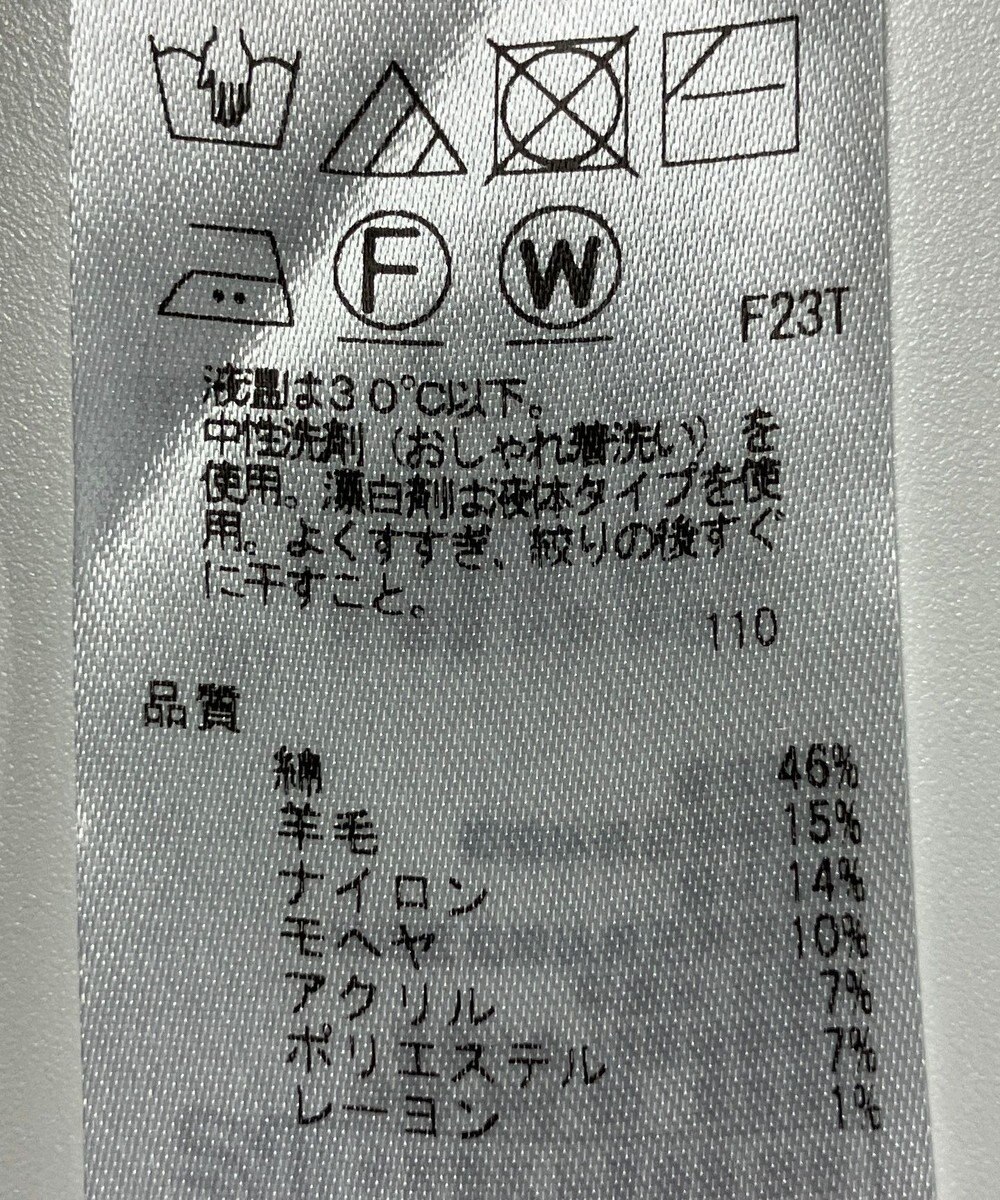 F W F23T
液温は30℃以下。
中性洗剤(おしゃれ着洗い)を
使用。漂白剤は液体タイプを使
用。よくすすぎ、絞りの後すぐ
に干すこと。
110
品質
綿 46%
羊毛 15%
ナイロン 14%
モヘヤ 10%
アクリル 7%
ポリエステル 7%
レーヨン 1%